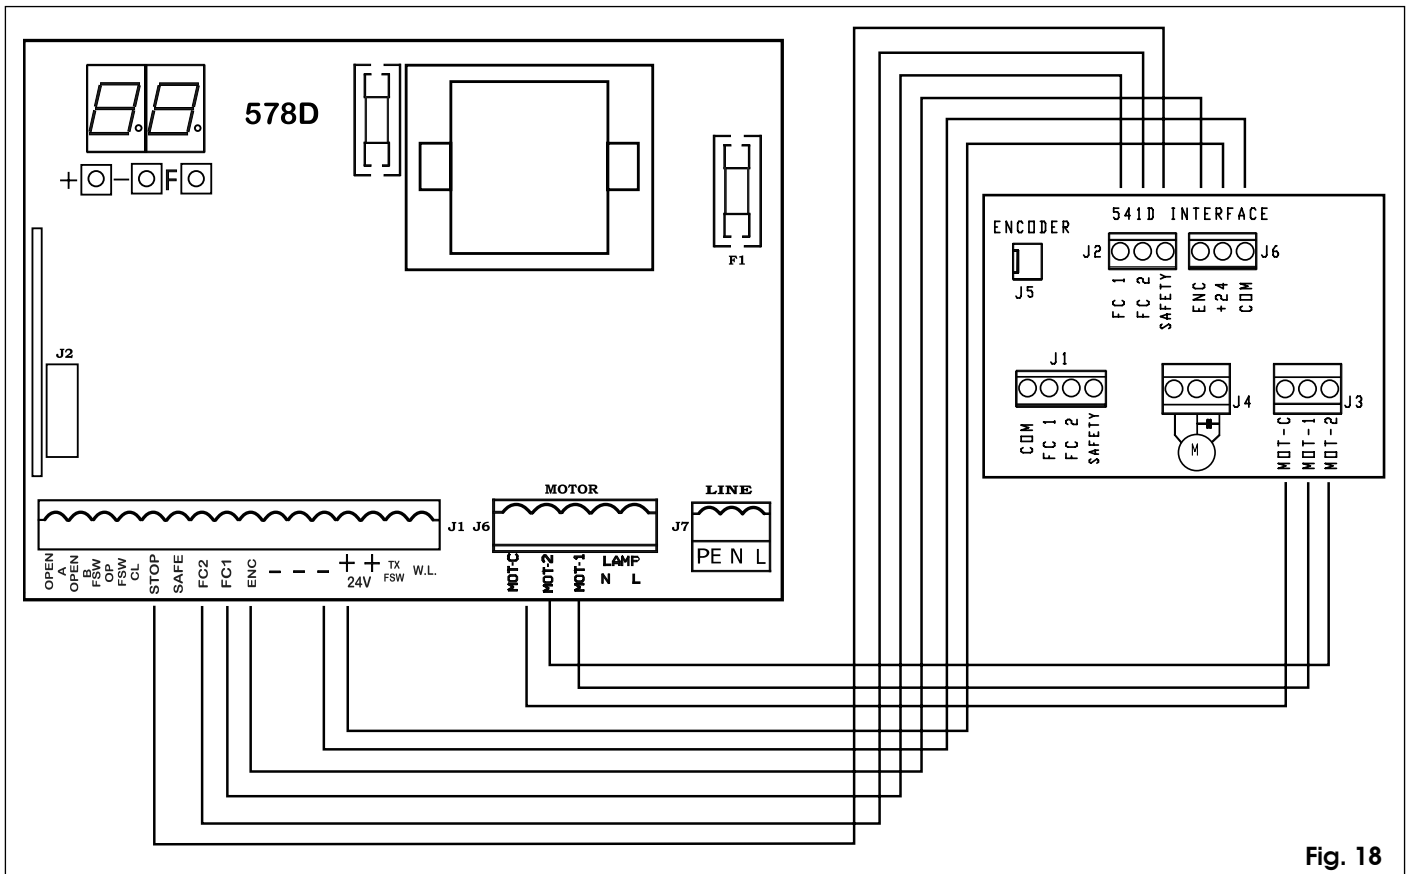 578D
+ - F
F1
J2
J1
J6
MOTOR
J7
LINE
OPEN A
OPEN B
FSW OP
FSW CL
STOP
SAFE
FC2
FC1
ENC
-
-
-
+ +
24V
TX FSW
W.L.
MOT-C
MOT-2
MOT-1
LAMP
N L
PE N L
541D INTERFACE
ENCODER
J5
J2
FC 1
FC 2
SAFETY
J6
ENC
+24
COM
J1
COM
FC 1
FC 2
SAFETY
J4
M
J3
MOT-C
MOT-1
MOT-2
Fig. 18